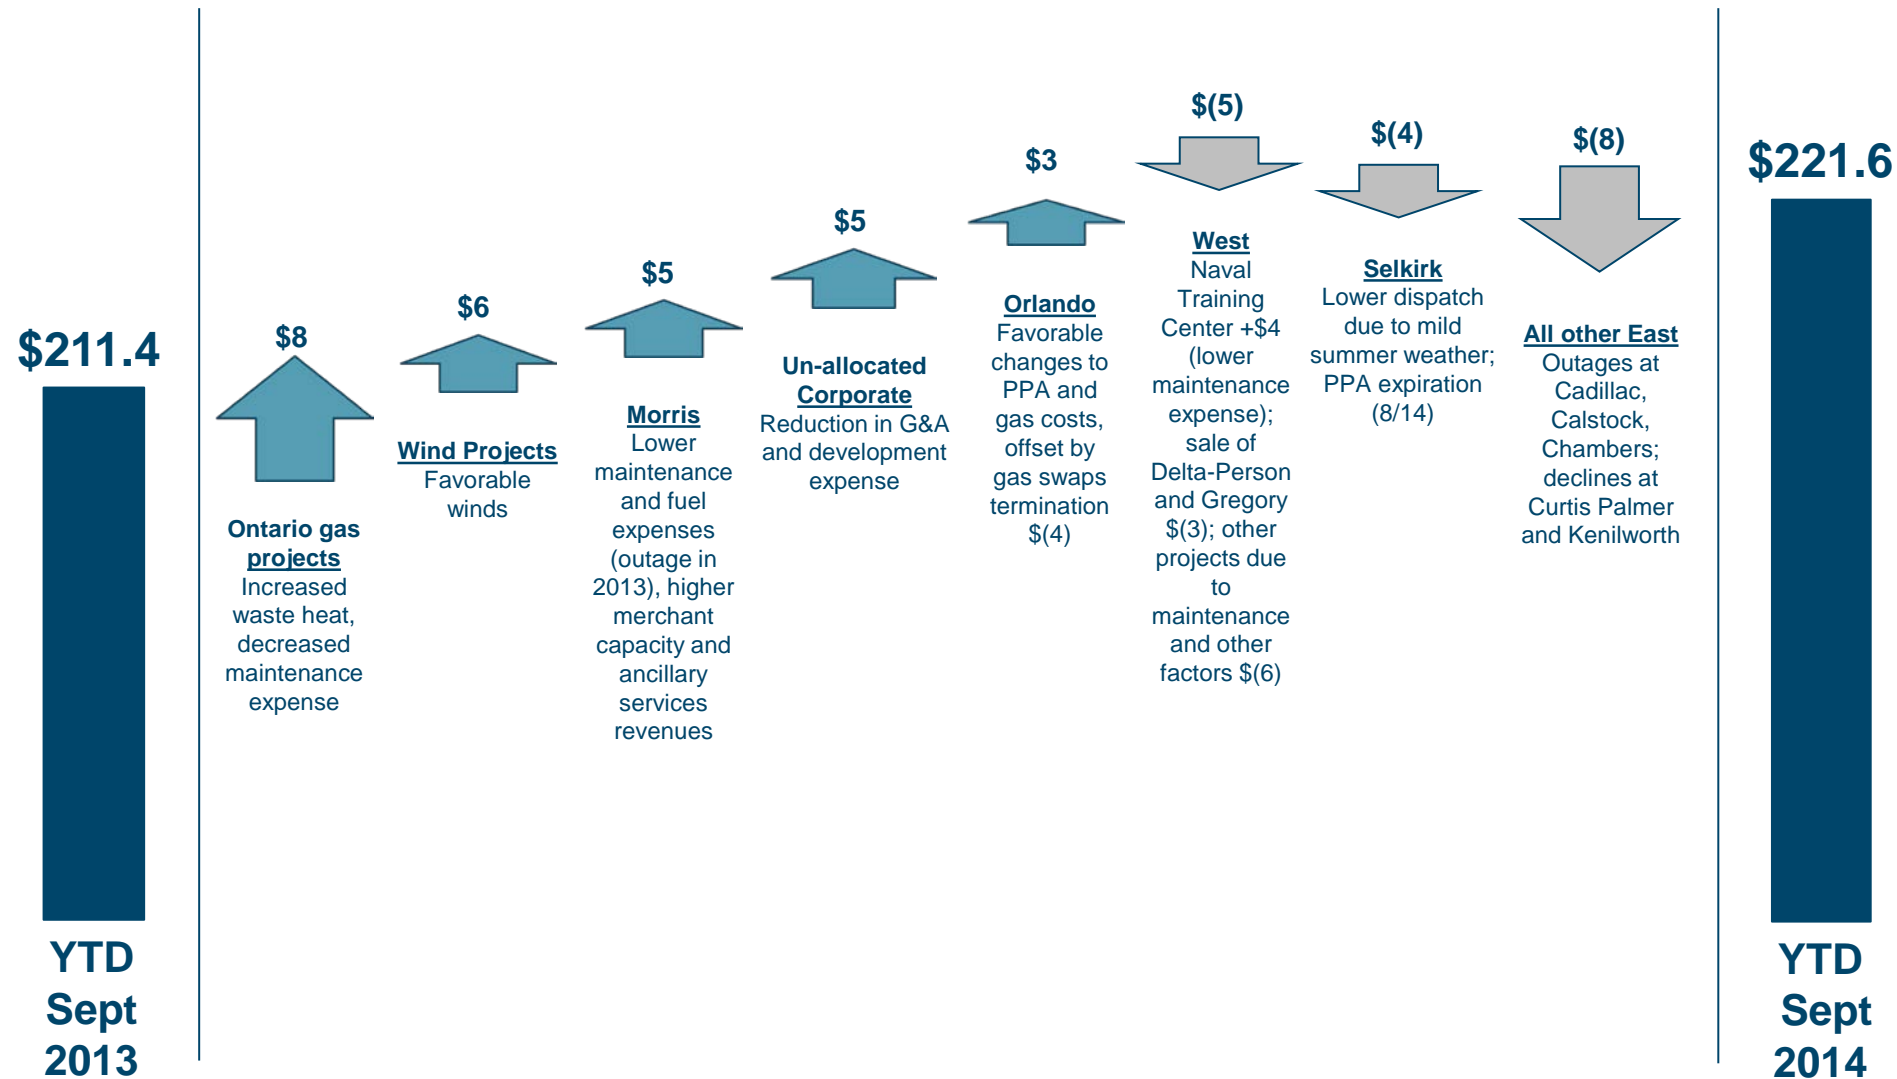 $211.4
YTD
Sept
2013
$8
Ontario gas
projects
Increased
waste heat,
decreased
maintenance
expense
$6
Wind Projects
Favorable
winds
$5
Morris
Lower
maintenance
and fuel
expenses
(outage in
2013), higher
merchant
capacity and
ancillary
services
revenues
$5
Un-allocated
Corporate
Reduction in G&A
and development
expense
$3
Orlando
Favorable
changes to
PPA and
gas costs,
offset by
gas swaps
termination
$(4)
$(5)
West
Naval
Training
Center +$4
(lower
maintenance
expense);
sale of
Delta-Person
and Gregory
$(3); other
projects due
to
maintenance
and other
factors $(6)
$(4)
Selkirk
Lower dispatch
due to mild
summer weather;
PPA expiration
(8/14)
$(8)
All other East
Outages at
Cadillac,
Calstock,
Chambers;
declines at
Curtis Palmer
and Kenilworth
$221.6
YTD
Sept
2014